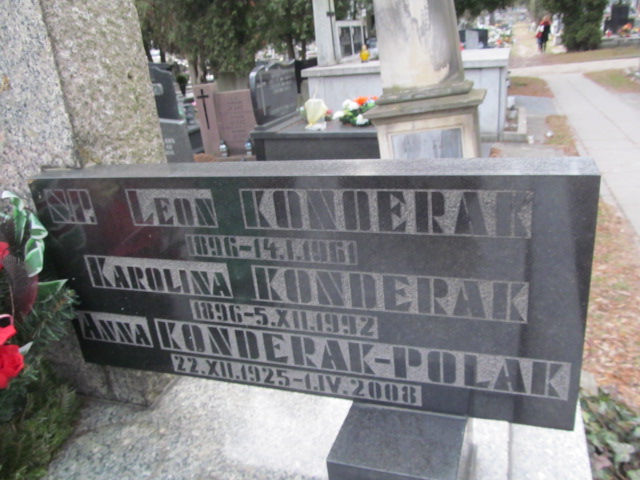 ŚP. LEON KONDERAK
1896-14.I.1961
KAROLINA KONDERAK
1896-5.XII.1992
ANNA KONDERAK-POLAK
22.XII.1925-1.IV.2008